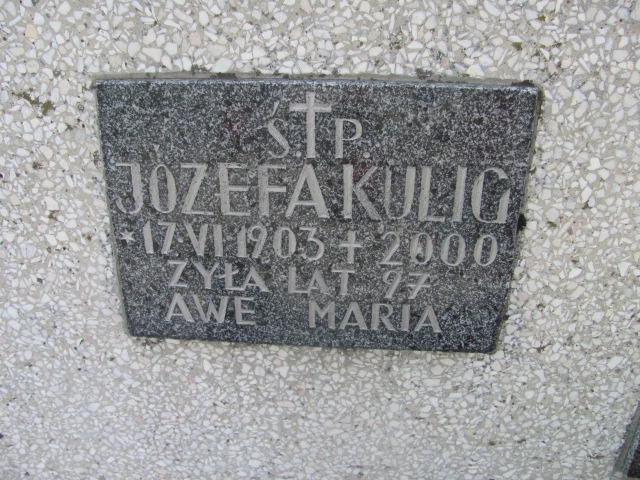 Ś.†P.
JÓZEFA KULIG
* 17.VI 1903 + 2000
ŻYŁA LAT 97
AWE MARIA